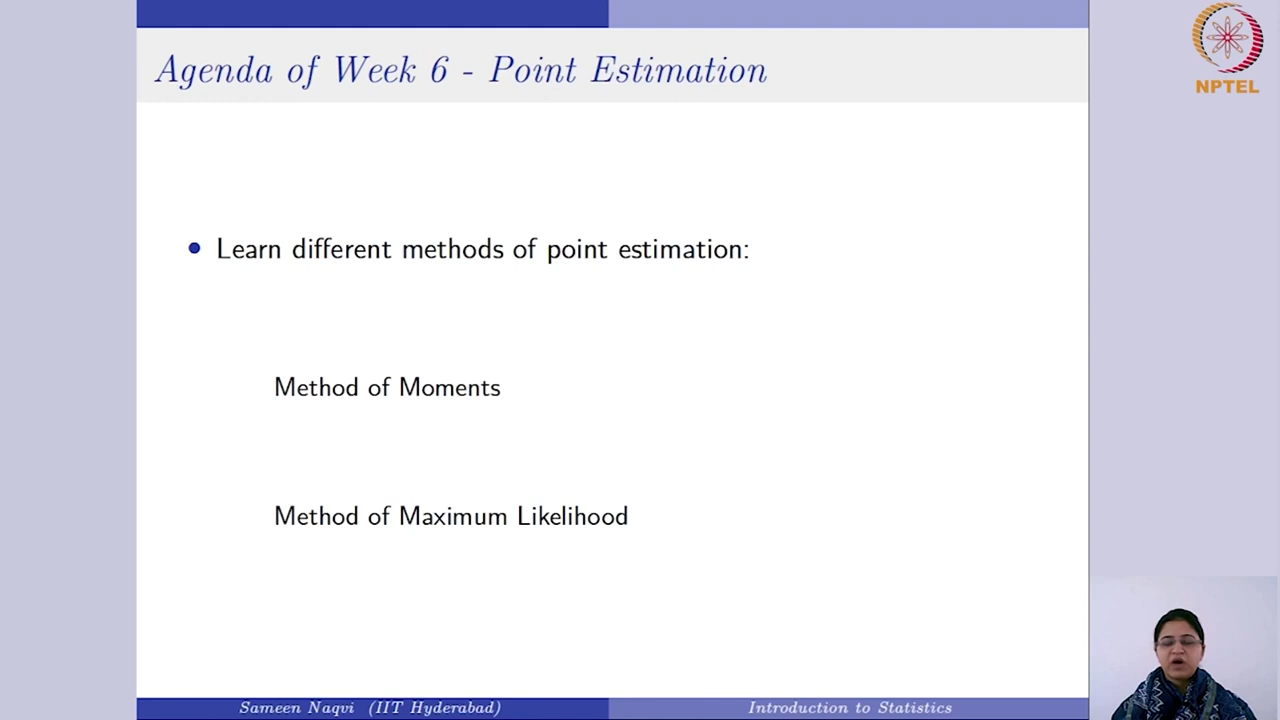 Agenda of Week 6 - Point Estimation
NPTEL
Learn different methods of point estimation:
Method of Moments
Method of Maximum Likelihood
Sameen Naqvi (IIT Hyderabad)
Introduction to Statistics